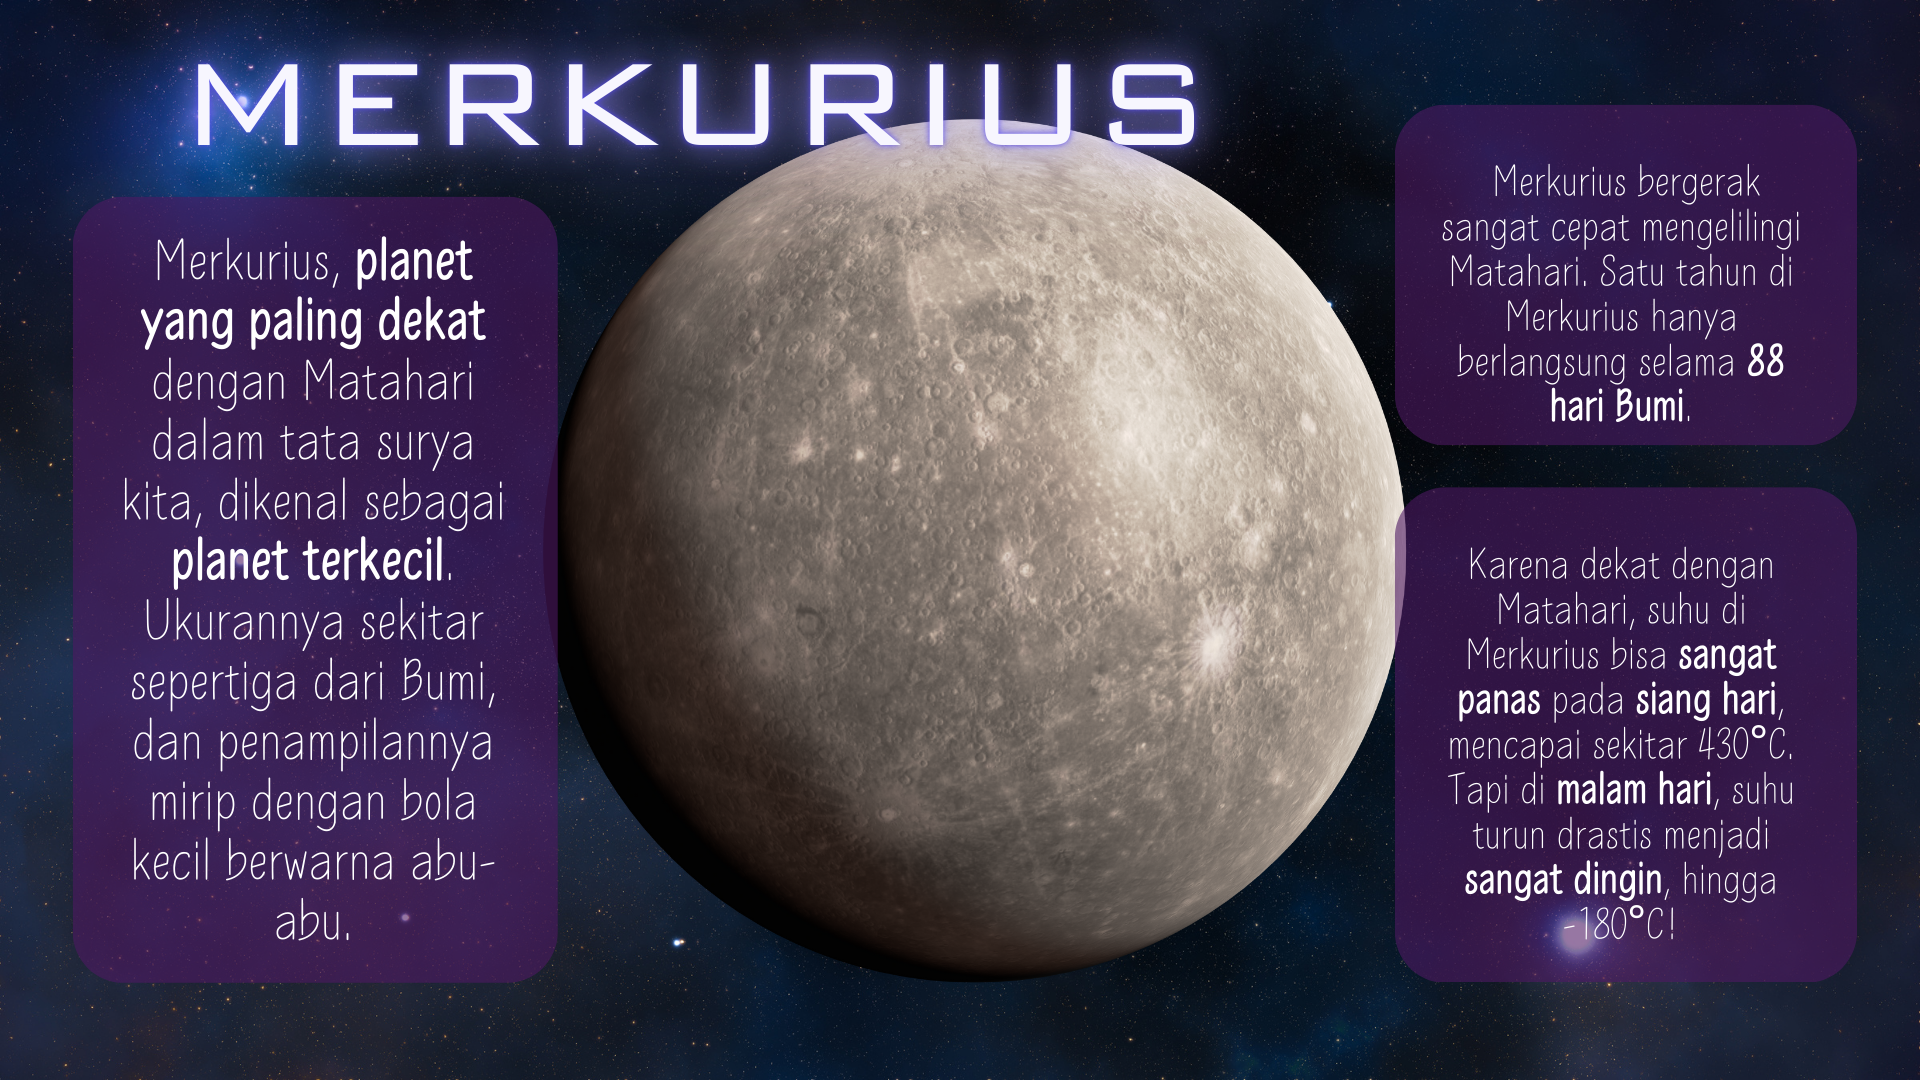 MERKURIUS
Merkurius, planet
yang paling dekat
dengan Matahari
dalam tata surya
kita, dikenal sebagai
planet terkecil.
Ukurannya sekitar
sepertiga dari Bumi,
dan penampilannya
mirip dengan bola
kecil berwarna abu-
abu.
Merkurius bergerak
sangat cepat mengelilingi
Matahari. Satu tahun di
Merkurius hanya
berlangsung selama 88
hari Bumi.
Karena dekat dengan
Matahari, suhu di
Merkurius bisa sangat
panas pada siang hari,
mencapai sekitar 430°C.
Tapi di malam hari, suhu
turun drastis menjadi
sangat dingin, hingga
-180°C!